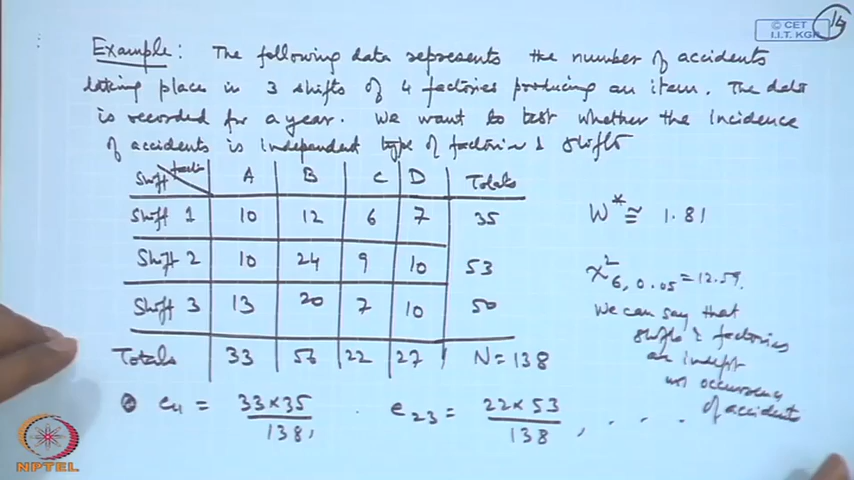 © CET
I.I.T. KGP
14
Example: The following data represents the number of accidents
taking place in 3 shifts of 4 factories producing an item. The data
is recorded for a year. We want to test whether the incidence
of accidents is independent type of factories & shifts
Shift A B C D Totals
Shift 1 10 12 6 7 35
Shift 2 10 24 9 10 53
Shift 3 13 20 7 10 50
Totals 33 56 22 27 N = 138
W* ≅ 1.81
χ²6, 0.05 = 12.59.
We can say that
shifts & factories
are indept
occurrency
of accidents
e11 = 33×35 / 138, e23 = 22×53 / 138, . . .
NPTEL